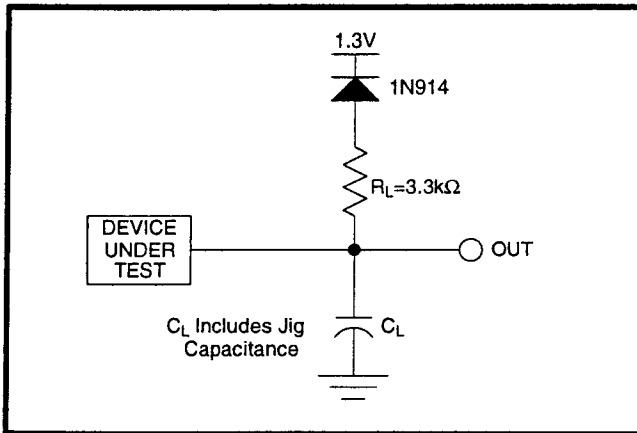 1.3V
1N914
R_L=3.3kΩ
DEVICE
UNDER
TEST
OUT
C_L Includes Jig
Capacitance
C_L